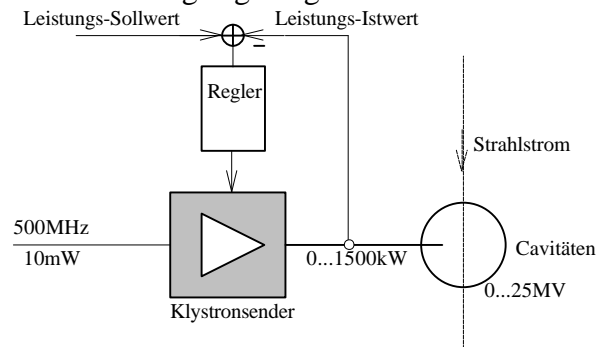 Leistungs-Sollwert
Leistungs-Istwert
Regler
Strahlstrom
500MHz
10mW
0...1500kW
Cavitäten
0...25MV
Klystronsender